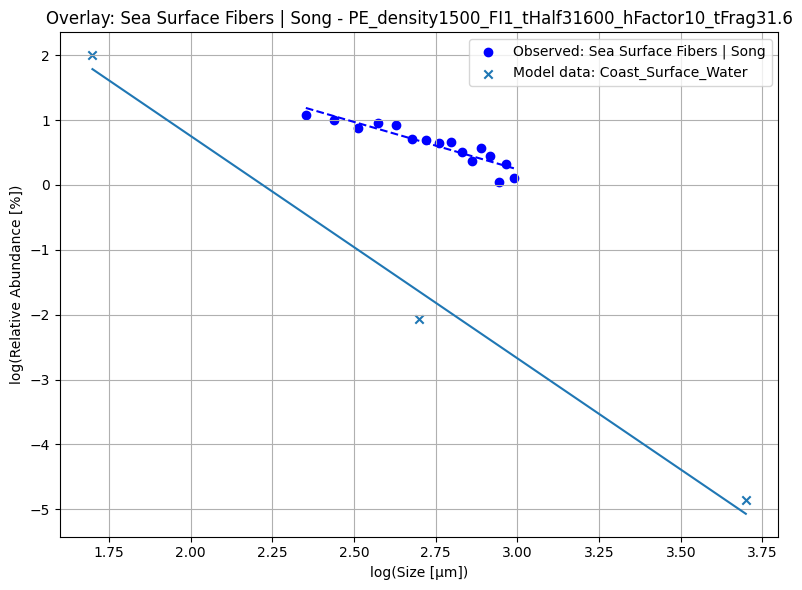 Overlay: Sea Surface Fibers | Song - PE_density1500_FI1_tHalf31600_hFactor10_tFrag31.6
Observed: Sea Surface Fibers | Song
Model data: Coast_Surface_Water
log(Relative Abundance [%])
2
1
0
−1
−2
−3
−4
−5
1.75 2.00 2.25 2.50 2.75 3.00 3.25 3.50 3.75
log(Size [μm])